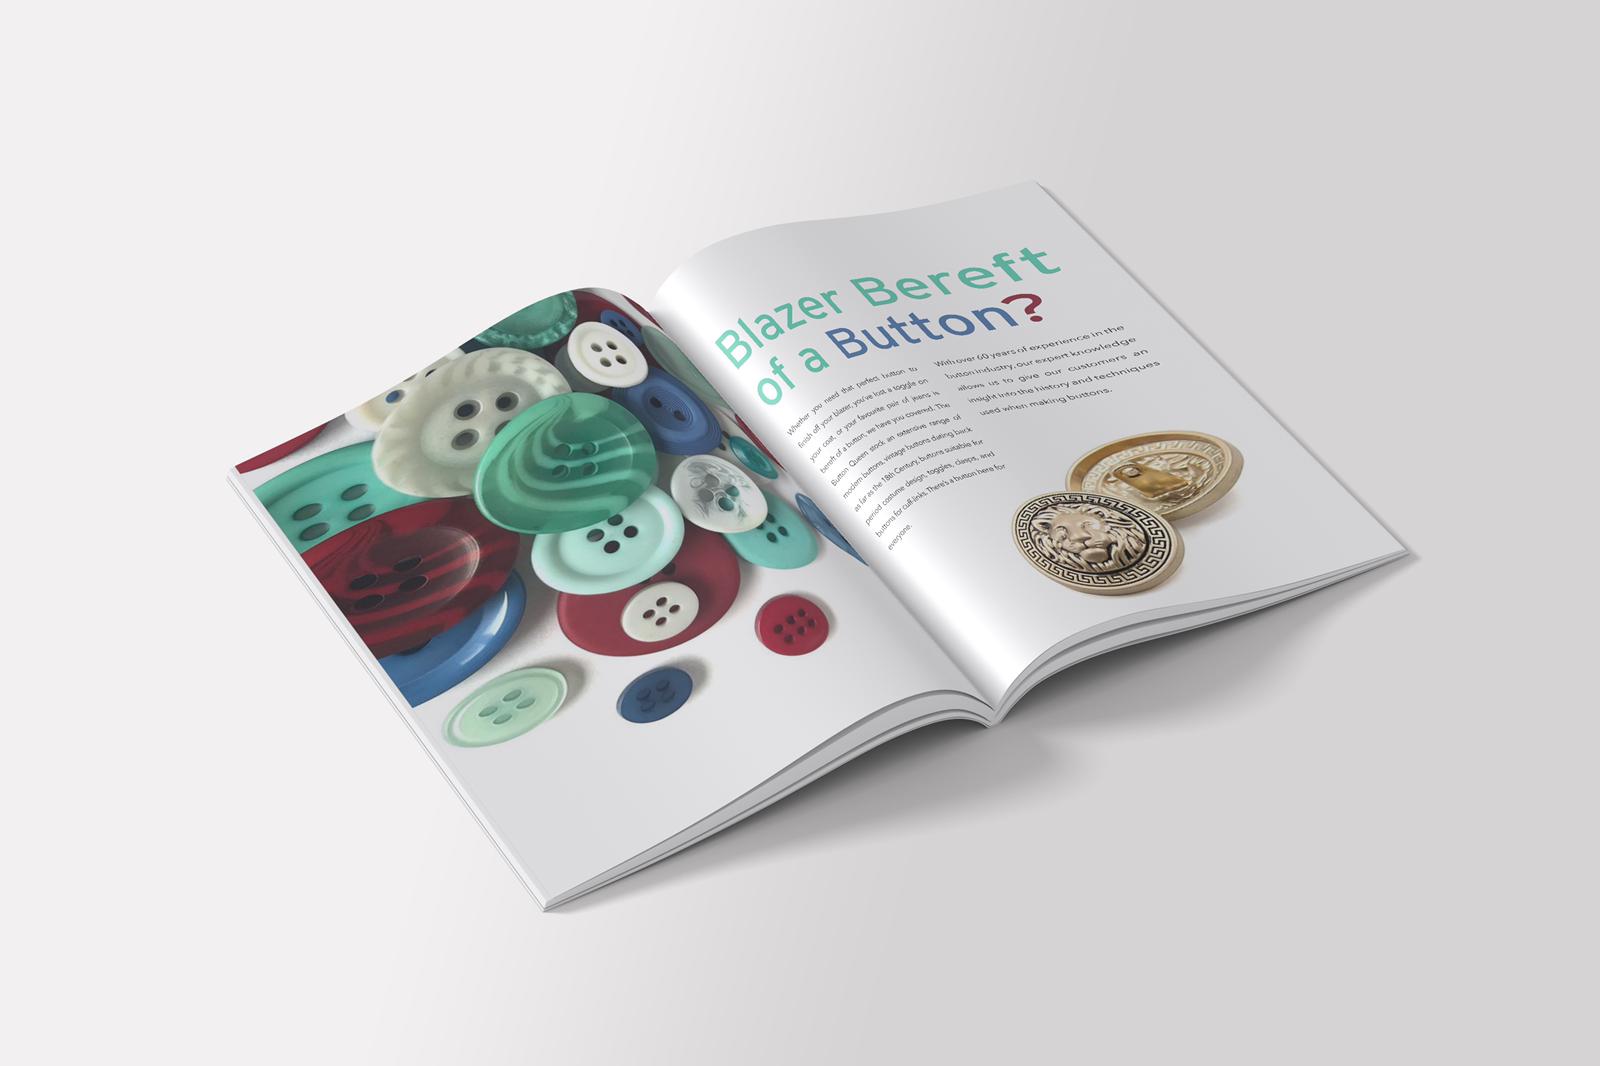 Blazer Bereft
of a Button?
Whether you need that perfect button to
finish off your blazer, you've lost a toggle on
your coat, or your favourite pair of jeans is
bereft of a button, we have you covered. The
Button Queen stock an extensive range of
modern buttons, vintage buttons dating back
as far as the 18th Century, buttons suitable for
period costume design, toggles, clasps, and
buttons for cuff-links. There's a button here for
everyone.
With over 60 years of experience in the
button industry, our expert knowledge
allows us to give our customers an
insight into the history and techniques
used when making buttons.